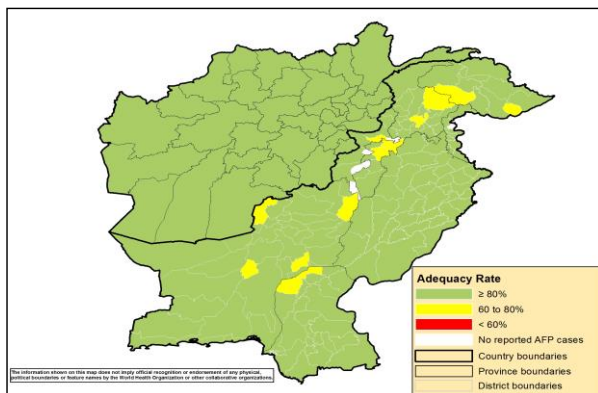 Adequacy Rate
≥ 80%
60 to 80%
< 60%
No reported AFP cases
Country boundaries
Province boundaries
District boundaries
The information shown on this map does not imply official recognition or endorsement of any physical,
political boundaries or feature names by the World Health Organization or other collaborative organizations.